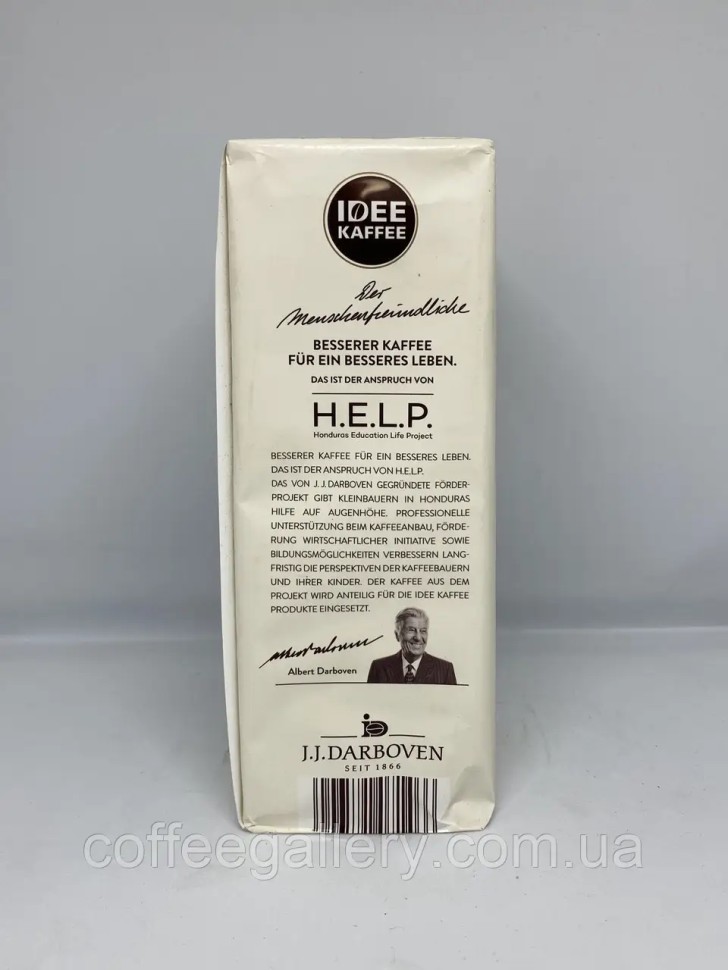 IDEE
KAFFEE
Der
Menschenfreundliche
BESSERER KAFFEE
FÜR EIN BESSERES LEBEN.
DAS IST DER ANSPRUCH VON
H.E.L.P.
Honduras Education Life Project
BESSERER KAFFEE FÜR EIN BESSERES LEBEN.
DAS IST DER ANSPRUCH VON H.E.L.P.
DAS VON J. J. DARBOVEN GEGRÜNDETE FÖRDER-
PROJEKT GIBT KLEINBAUERN IN HONDURAS
HILFE AUF AUGENHÖHE. PROFESSIONELLE
UNTERSTÜTZUNG BEIM KAFFEEANBAU, FÖRDE-
RUNG WIRTSCHAFTLICHER INITIATIVE SOWIE
BILDUNGSMÖGLICHKEITEN VERBESSERN LANG-
FRISTIG DIE PERSPEKTIVEN DER KAFFEEBAUERN
UND IHRER KINDER. DER KAFFEE AUS DEM
PROJEKT WIRD ANTEILIG FÜR DIE IDEE KAFFEE
PRODUKTE EINGESETZT.
Albert Darboven
Albert Darboven
J.J.DARBOVEN
SEIT 1866
coffeegallery.com.ua